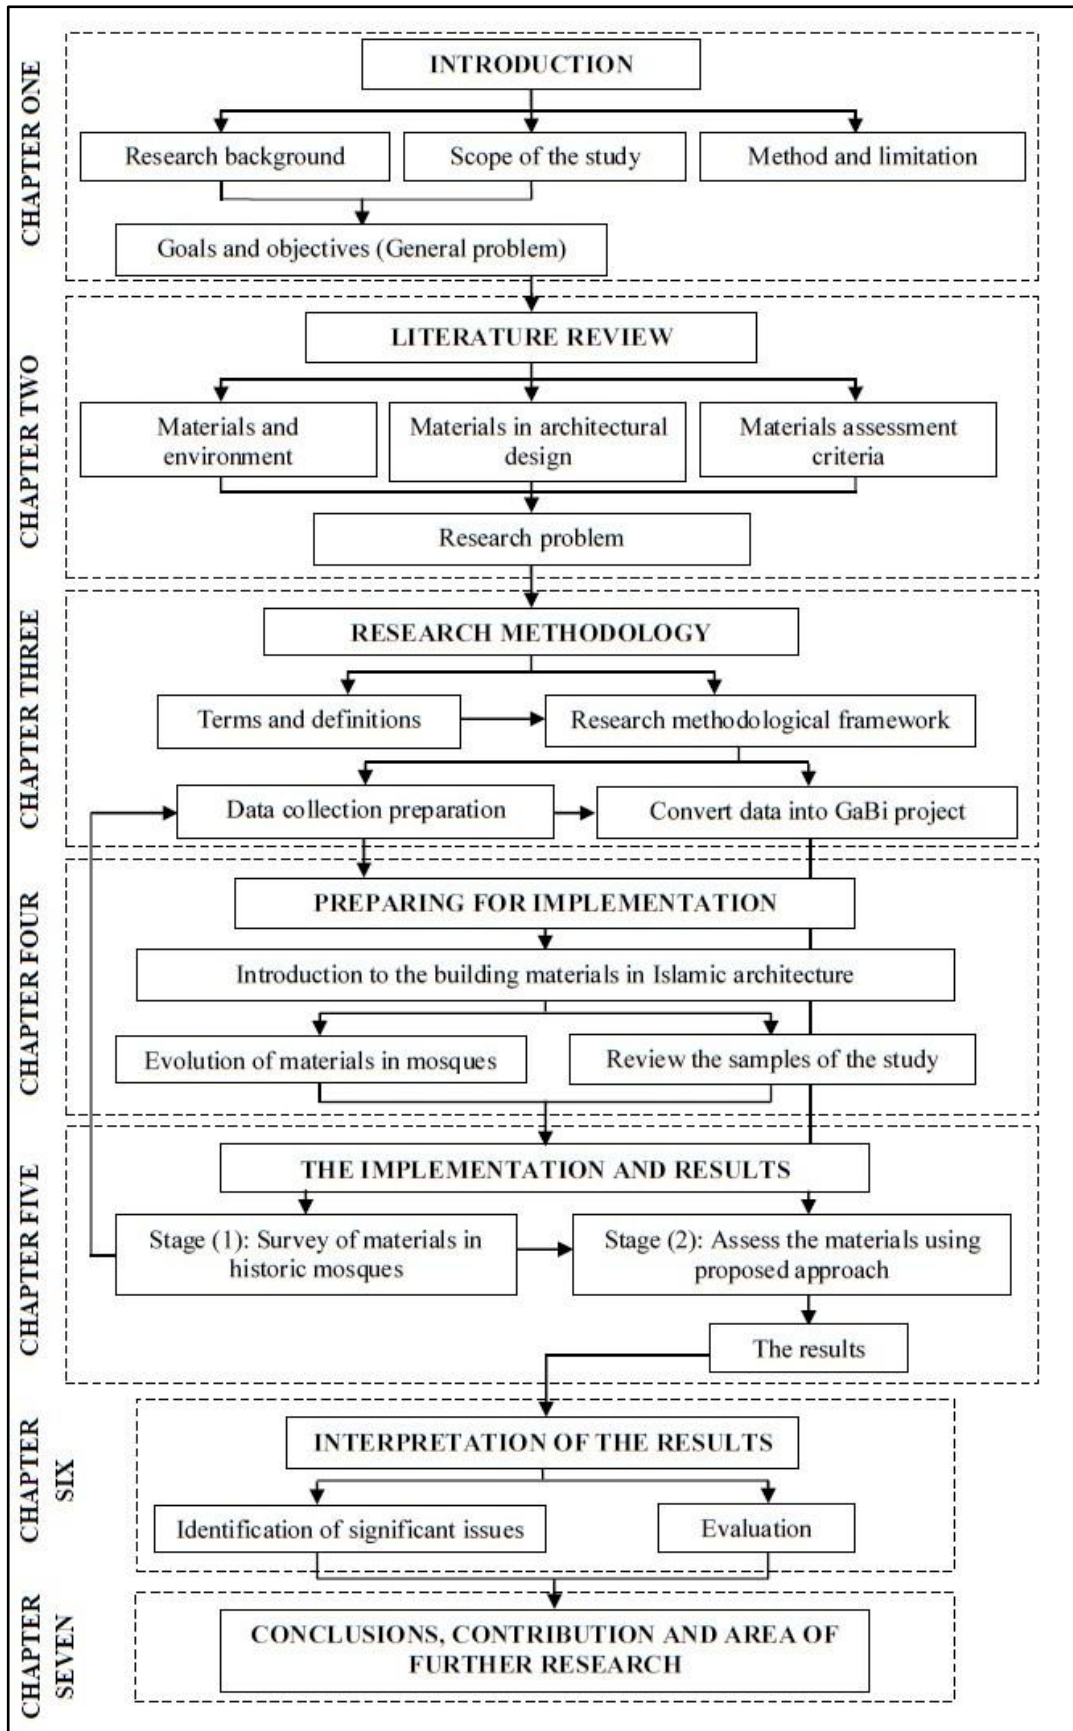 CHAPTER ONE
INTRODUCTION
Research background
Scope of the study
Method and limitation
Goals and objectives (General problem)
CHAPTER TWO
LITERATURE REVIEW
Materials and
environment
Materials in architectural
design
Materials assessment
criteria
Research problem
CHAPTER THREE
RESEARCH METHODOLOGY
Terms and definitions
Research methodological framework
Data collection preparation
Convert data into GaBi project
CHAPTER FOUR
PREPARING FOR IMPLEMENTATION
Introduction to the building materials in Islamic architecture
Evolution of materials in mosques
Review the samples of the study
CHAPTER FIVE
THE IMPLEMENTATION AND RESULTS
Stage (1): Survey of materials in
historic mosques
Stage (2): Assess the materials using
proposed approach
The results
CHAPTER
SIX
INTERPRETATION OF THE RESULTS
Identification of significant issues
Evaluation
CHAPTER
SEVEN
CONCLUSIONS, CONTRIBUTION AND AREA OF
FURTHER RESEARCH